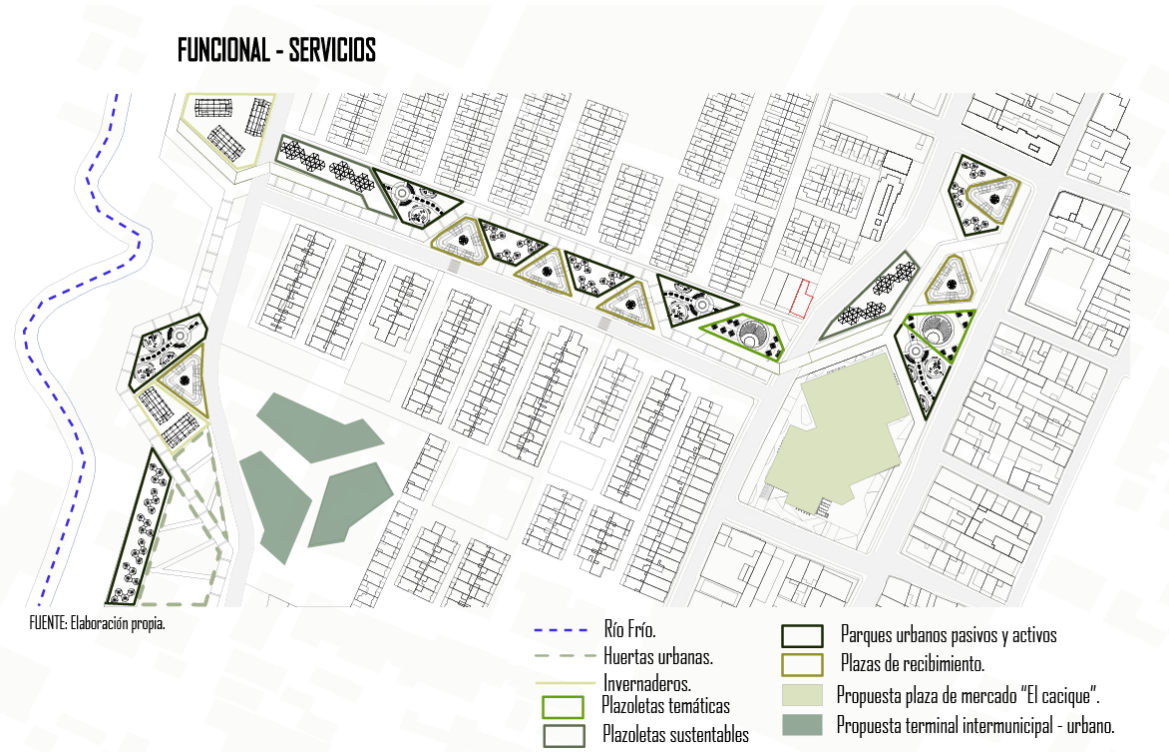 FUNCIONAL - SERVICIOS
FUENTE: Elaboración propia.
Río Frío.
Huertas urbanas.
Invernaderos.
Plazoletas temáticas
Plazoletas sustentables
Parques urbanos pasivos y activos
Plazas de recibimiento.
Propuesta plaza de mercado "El cacique".
Propuesta terminal intermunicipal - urbano.